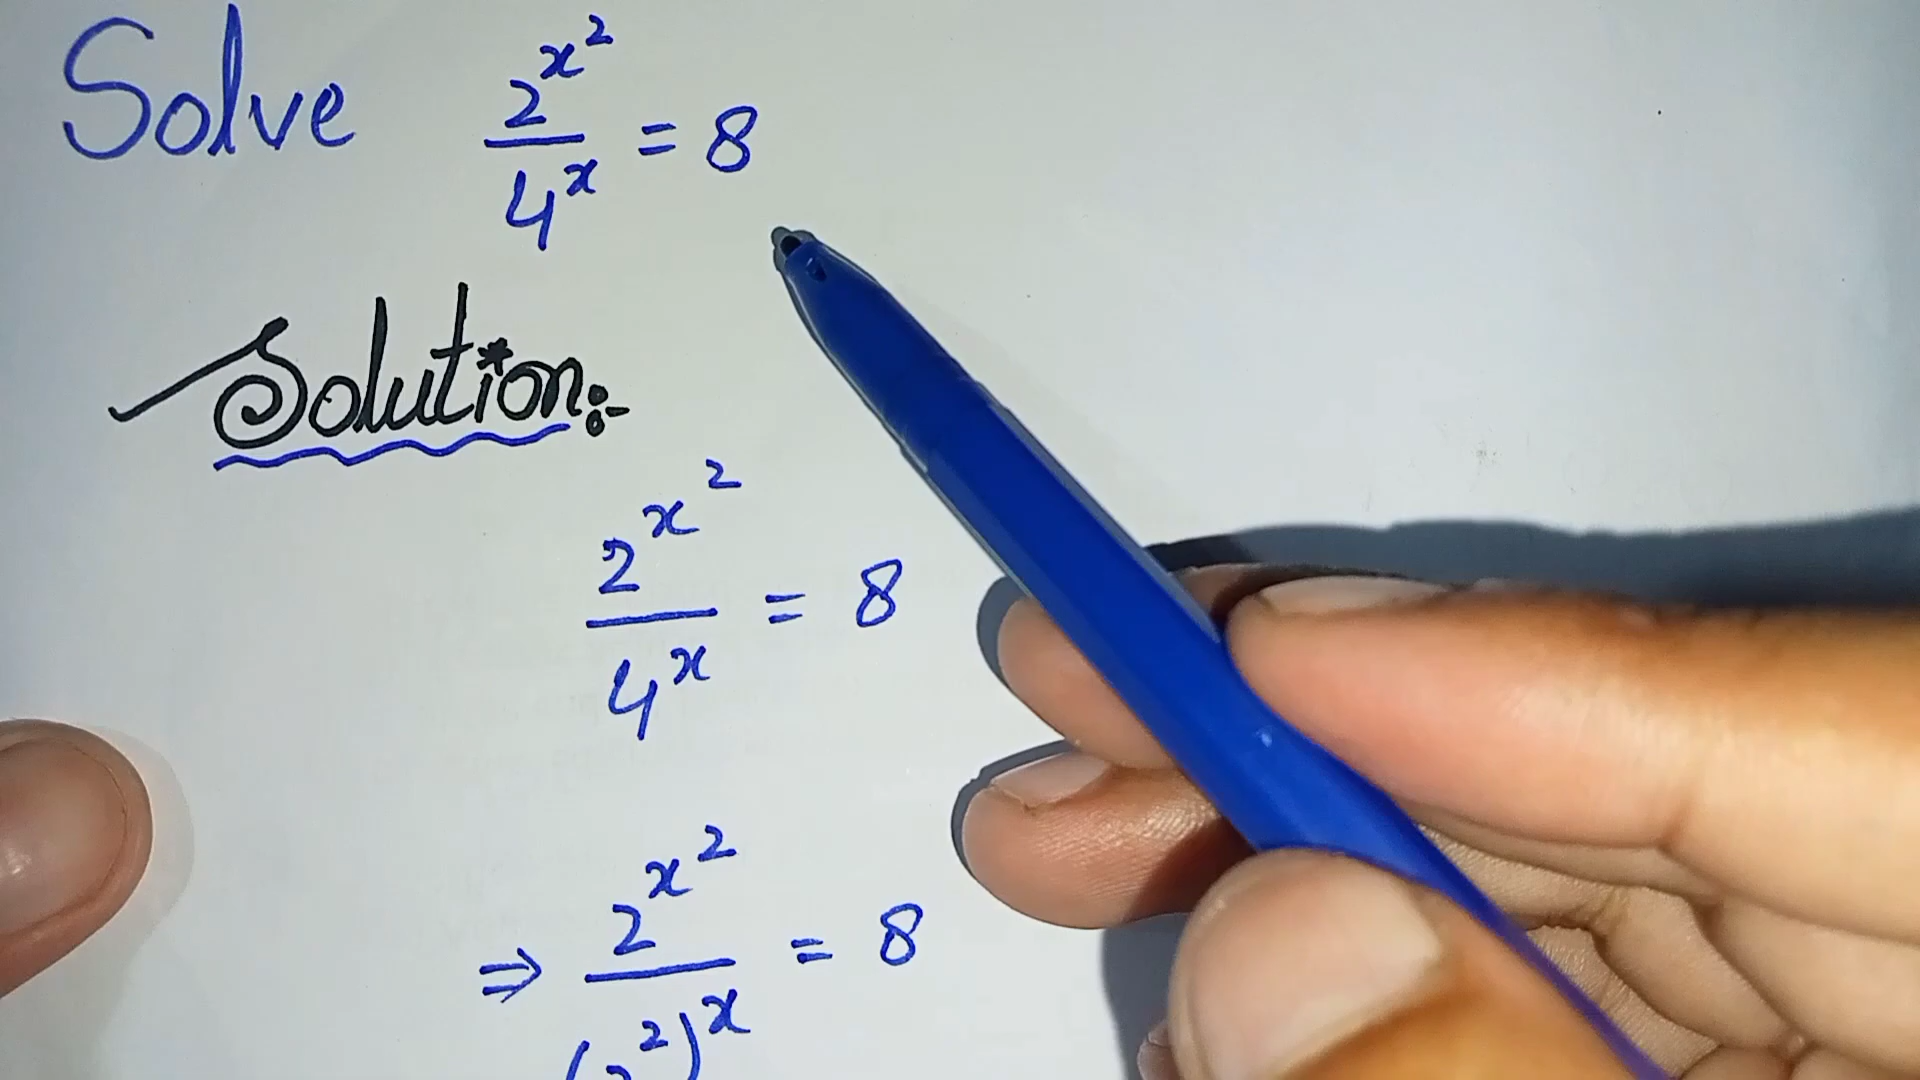 Solve 2^x^2 / 4^x = 8
Solution:-
2^x^2 / 4^x = 8
⇒ 2^x^2 / (2^2)^x = 8